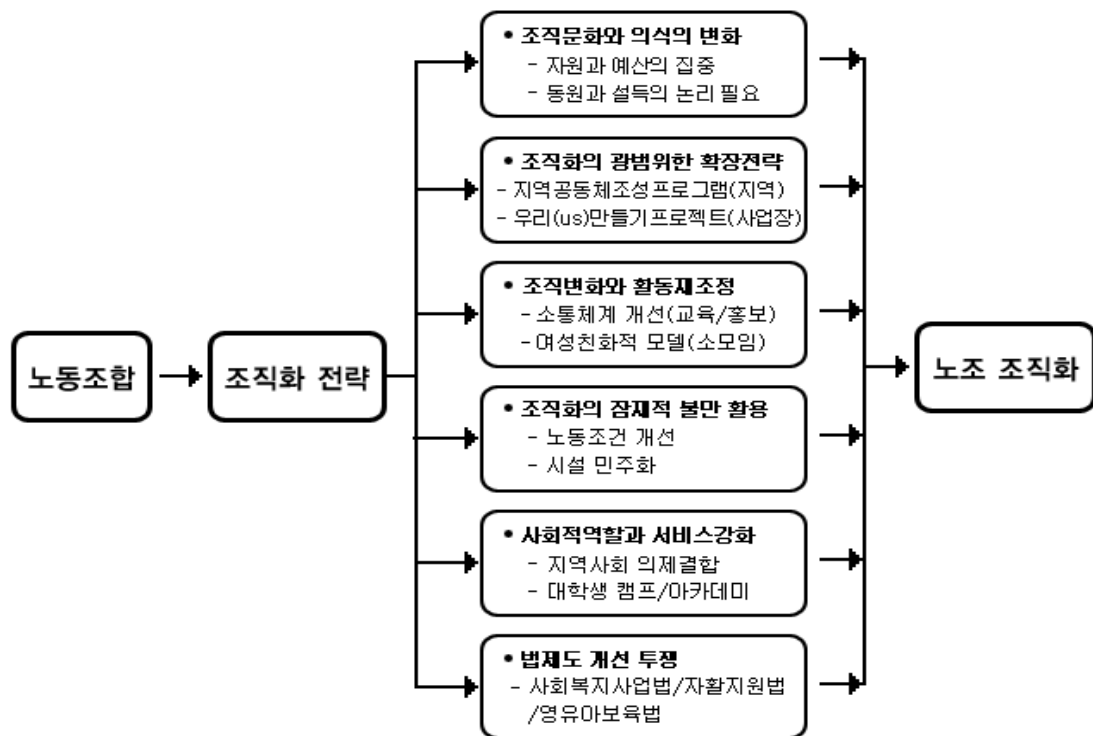 • 조직문화와 의식의 변화
- 자원과 예산의 집중
- 동원과 설득의 논리 필요
• 조직화의 광범위한 확장전략
- 지역공동체조성프로그램(지역)
- 우리(us)만들기프로젝트(사업장)
• 조직변화와 활동재조정
- 소통체계 개선(교육/홍보)
- 여성친화적 모델(소모임)
노동조합
조직화 전략
노조 조직화
• 조직화의 잠재적 불만 활용
- 노동조건 개선
- 시설 민주화
• 사회적역할과 서비스강화
- 지역사회 의제결합
- 대학생 캠프/아카데미
• 법제도 개선 투쟁
- 사회복지사업법/자활지원법
/영유아보육법